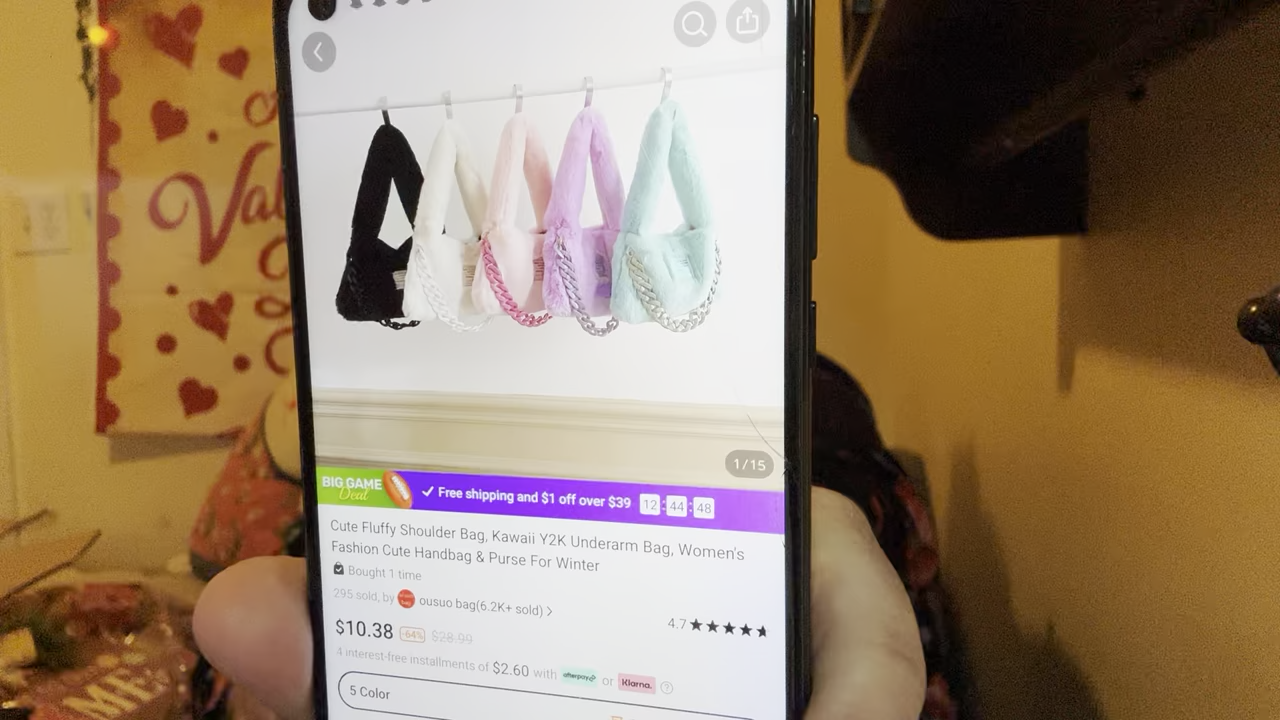 Val
1/15
BIG GAME
Deal
Free shipping and $1 off over $39 12:44:48
Cute Fluffy Shoulder Bag, Kawaii Y2K Underarm Bag, Women's
Fashion Cute Handbag & Purse For Winter
Bought 1 time
295 sold, by ousuo bag(6.2K+ sold) >
4.7
$10.38 -64% $28.99
4 interest-free installments of $2.60 with afterpay or Klarna. ?
5 Color
ME